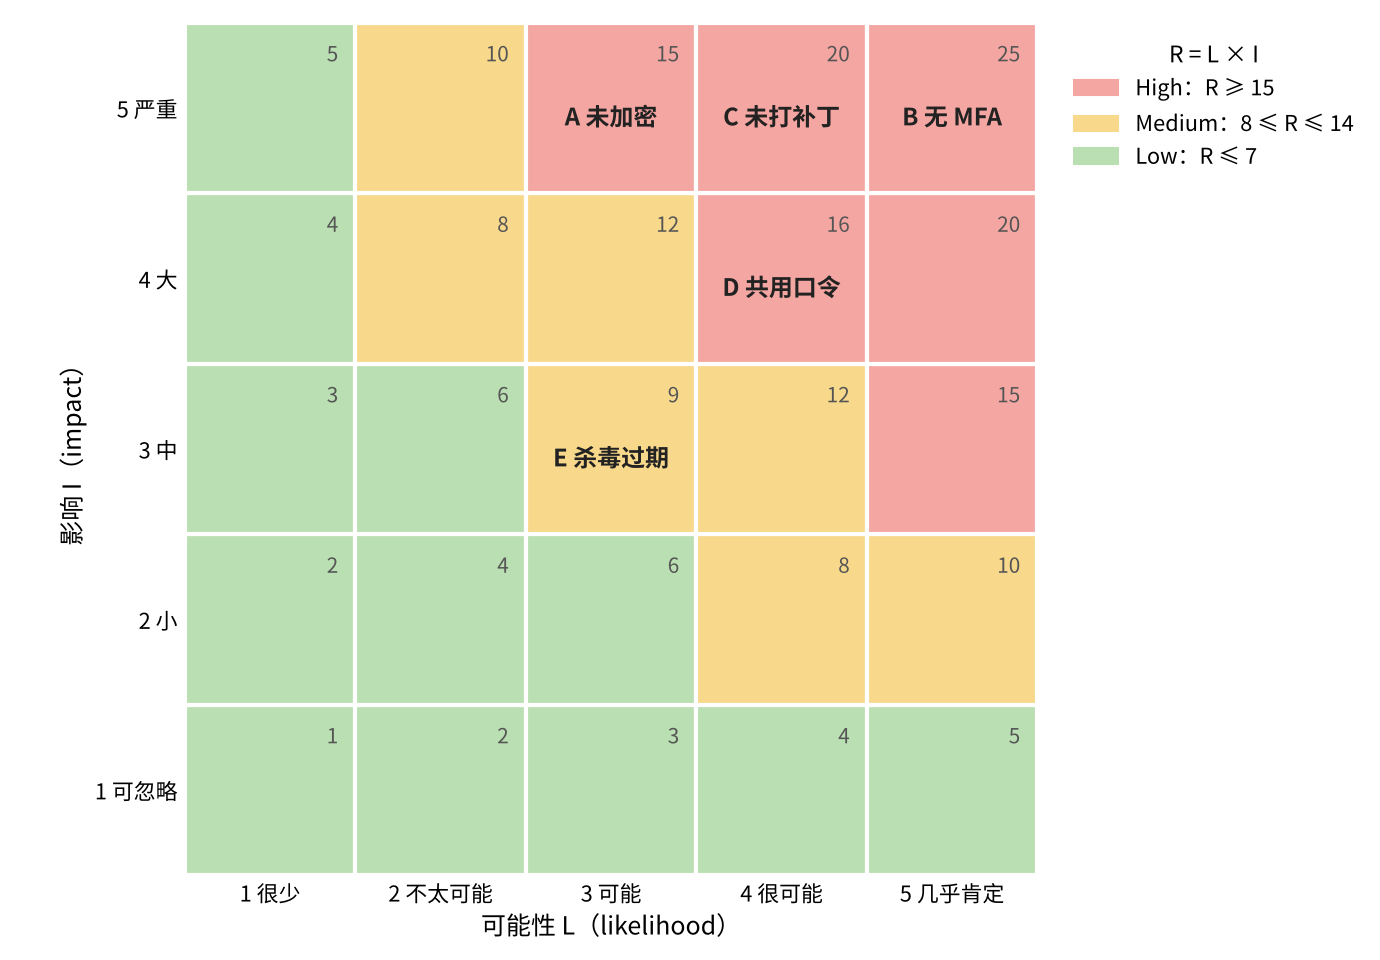 R = L × I
High：R ≥ 15
Medium：8 ≤ R ≤ 14
Low：R ≤ 7
影响 I（impact）
5 严重
5
10
15
20
25
A 未加密
C 未打补丁
B 无 MFA
4 大
4
8
12
16
20
D 共用口令
3 中
3
6
9
12
15
E 杀毒过期
2 小
2
4
6
8
10
1 可忽略
1
2
3
4
5
1 很少
2 不太可能
3 可能
4 很可能
5 几乎肯定
可能性 L（likelihood）